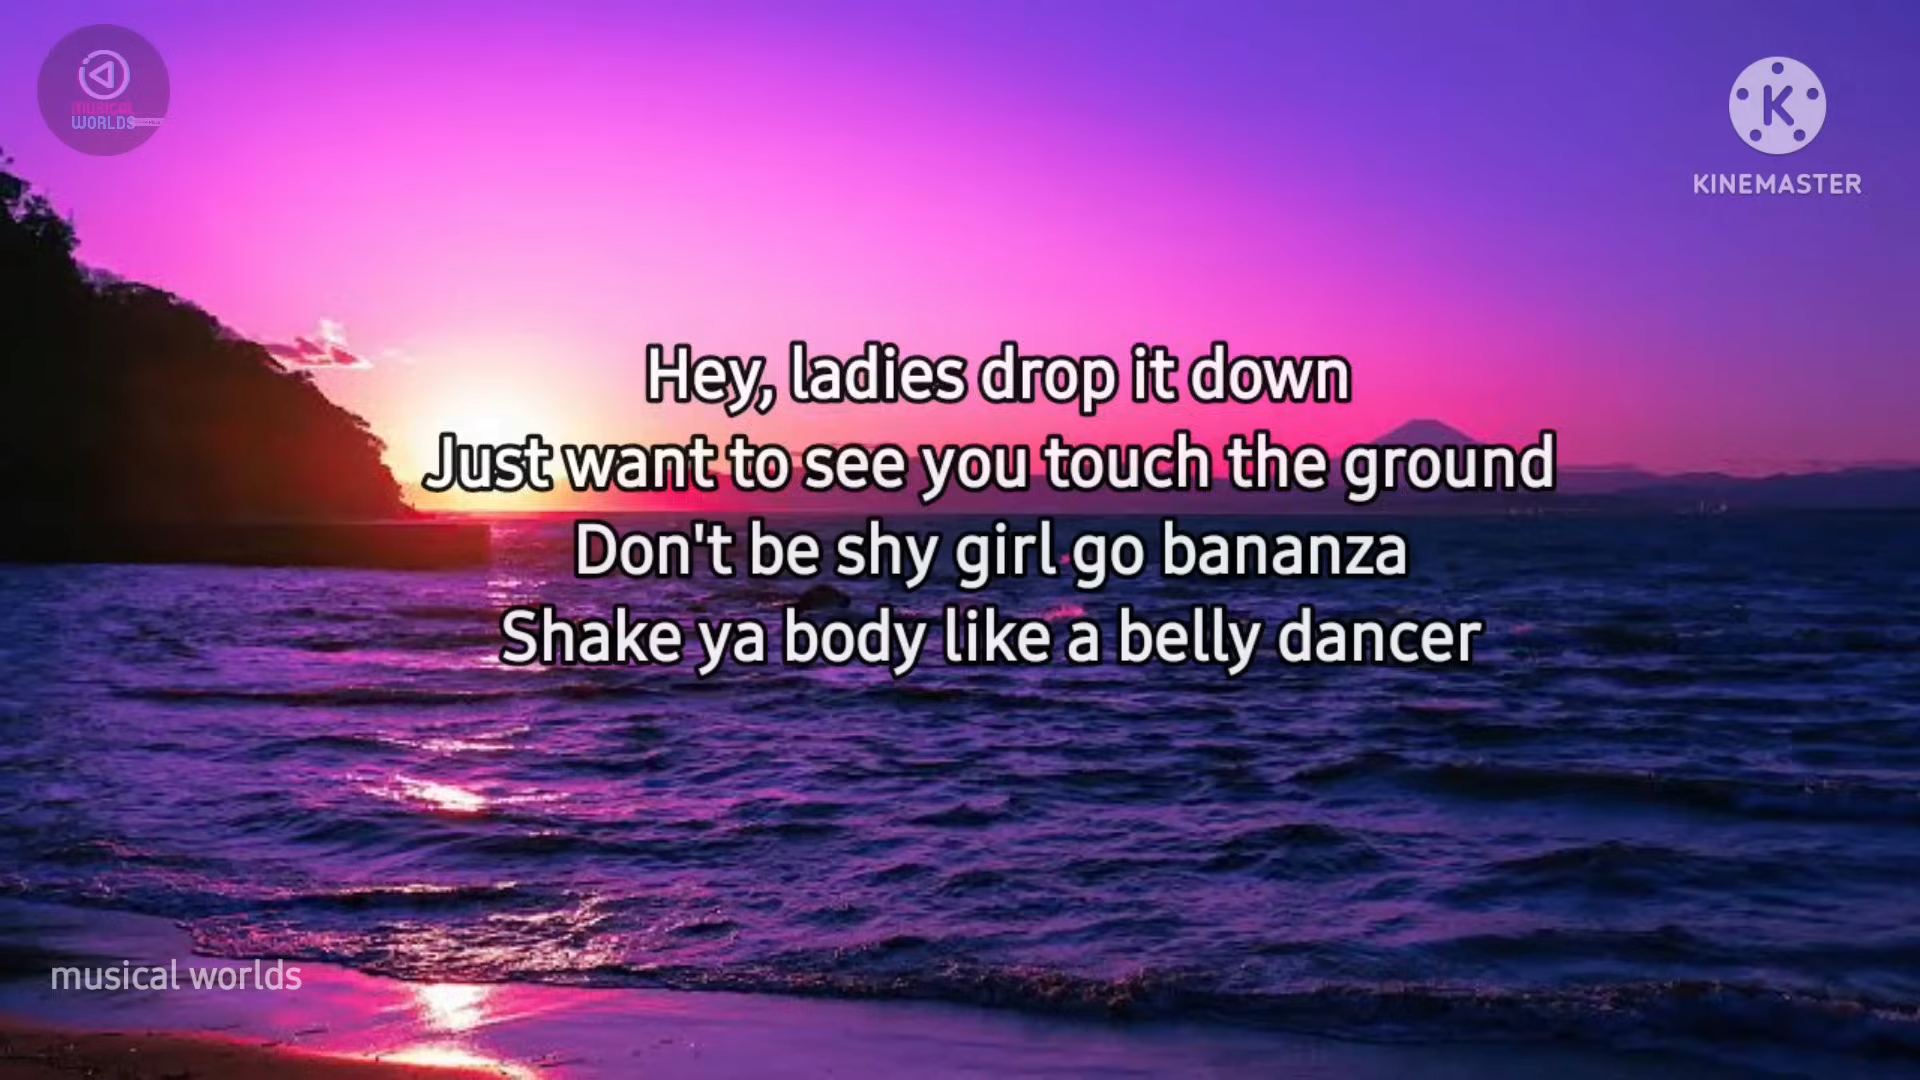 MUSICAL
WORLDS
KINEMASTER
Hey, ladies drop it down
Just want to see you touch the ground
Don't be shy girl go bananza
Shake ya body like a belly dancer
musical worlds